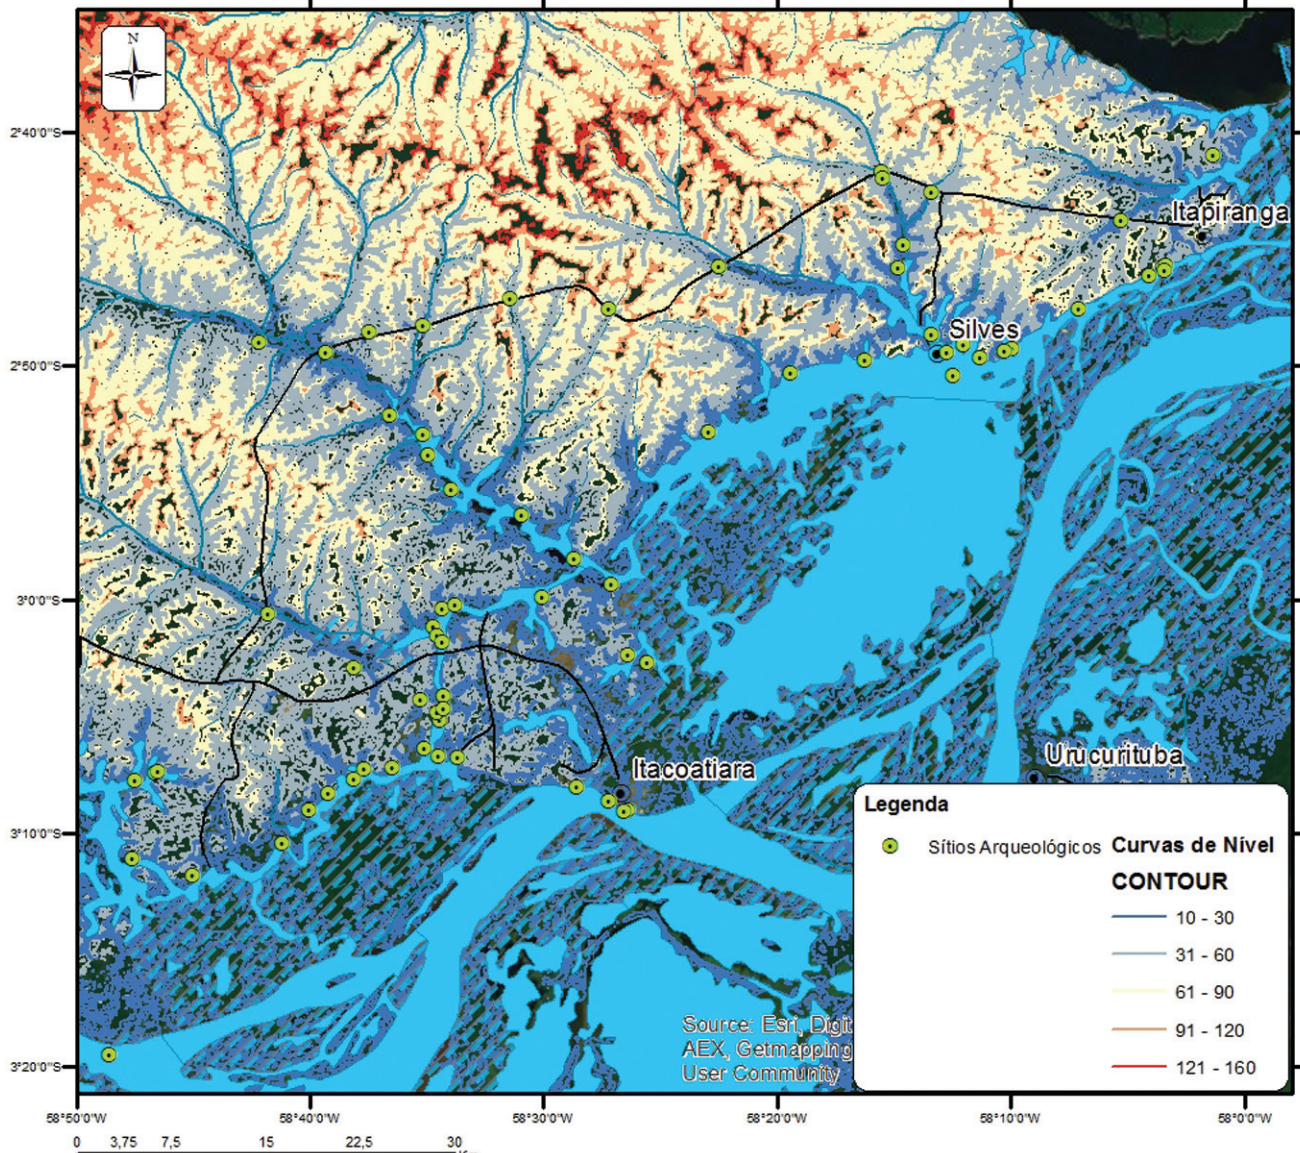 N
2°40'0"S
2°50'0"S
3°0'0"S
3°10'0"S
3°20'0"S
Itapiranga
Silves
Itacoatiara
Urucurituba
Legenda
Sítios Arqueológicos
Curvas de Nível
CONTOUR
10 - 30
31 - 60
61 - 90
91 - 120
121 - 160
Source: Esri, Digit
AEX, Getmapping
User Community
58°50'0"W 58°40'0"W 58°30'0"W 58°20'0"W 58°10'0"W 58°0'0"W
0 3,75 7,5 15 22,5 30